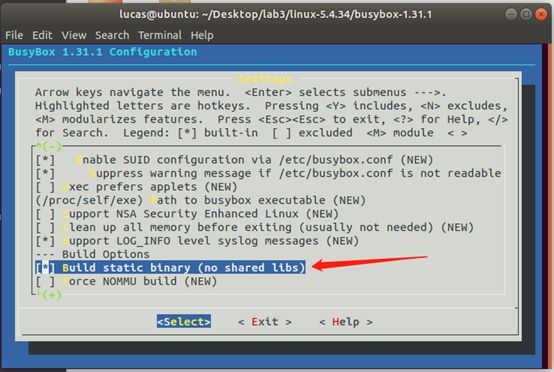 lucas@ubuntu: ~/Desktop/lab3/linux-5.4.34/busybox-1.31.1
File Edit View Search Terminal Help
BusyBox 1.31.1 Configuration
Settings
Arrow keys navigate the menu. <Enter> selects submenus --->.
Highlighted letters are hotkeys. Pressing <Y> includes, <N> excludes,
<M> modularizes features. Press <Esc><Esc> to exit, <?> for Help, </>
for Search. Legend: [*] built-in [ ] excluded <M> module < >
^(-)
[*] Enable SUID configuration via /etc/busybox.conf (NEW)
[*] Suppress warning message if /etc/busybox.conf is not readable
[ ] exec prefers applets (NEW)
(/proc/self/exe) Path to busybox executable (NEW)
[ ] Support NSA Security Enhanced Linux (NEW)
[ ] Clean up all memory before exiting (usually not needed) (NEW)
[*] Support LOG_INFO level syslog messages (NEW)
--- Build Options
[*] Build static binary (no shared libs)
[ ] Force NOMMU build (NEW)
v(+)
<Select> < Exit > < Help >